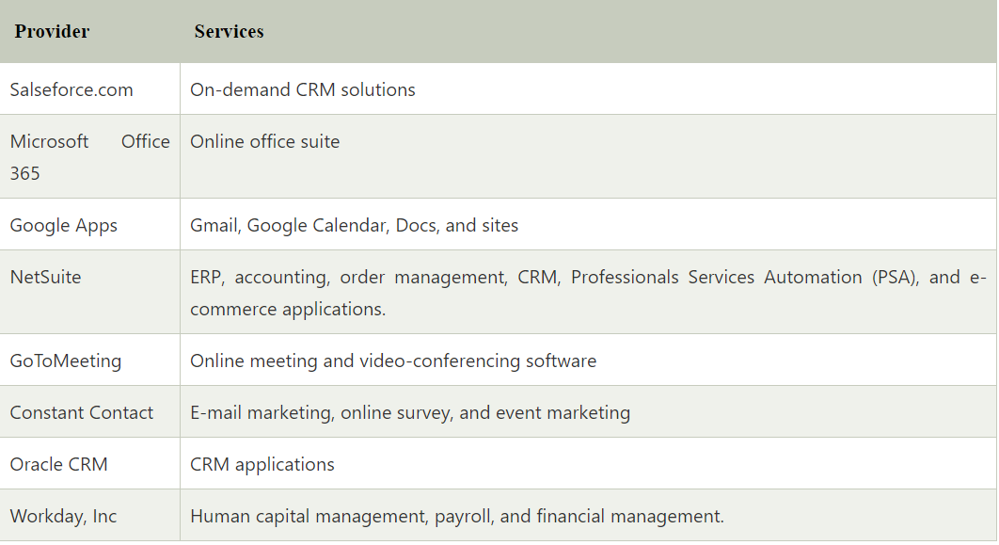 Provider Services
Salseforce.com On-demand CRM solutions
Microsoft Office Online office suite
365
Google Apps Gmail, Google Calendar, Docs, and sites
NetSuite ERP, accounting, order management, CRM, Professionals Services Automation (PSA), and e-
commerce applications.
GoToMeeting Online meeting and video-conferencing software
Constant Contact E-mail marketing, online survey, and event marketing
Oracle CRM CRM applications
Workday, Inc Human capital management, payroll, and financial management.